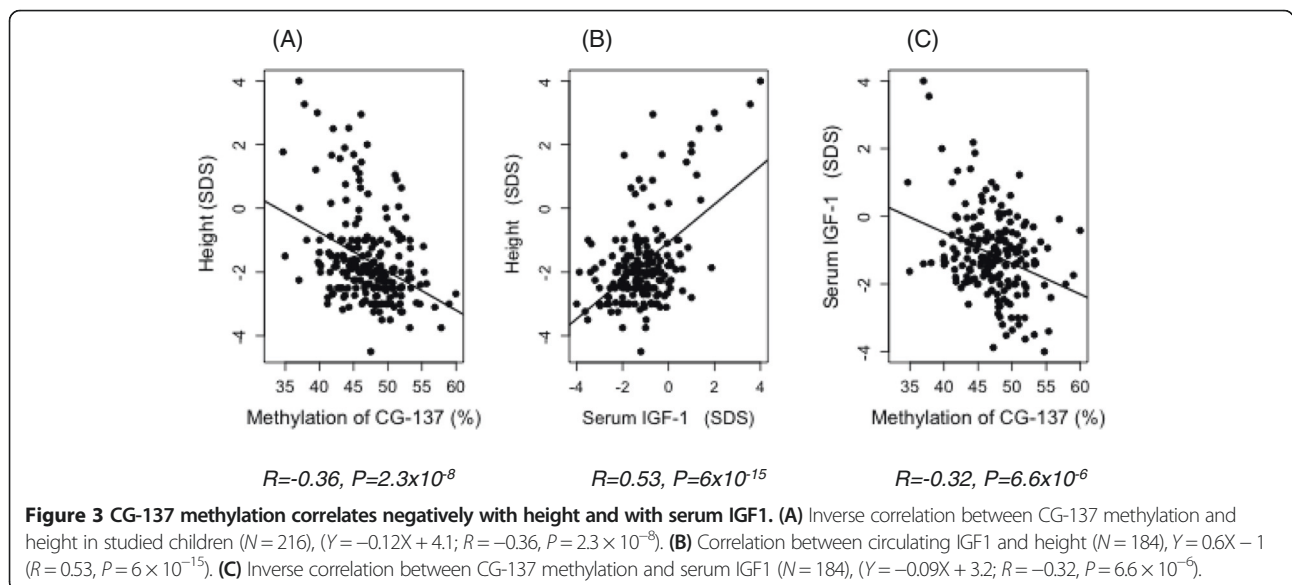 (A) (B) (C)
4 2 0 -2 -4
Height (SDS)
35 40 45 50 55 60
Methylation of CG-137 (%)
4 2 0 -2 -4
Height (SDS)
-4 -2 0 2 4
Serum IGF-1 (SDS)
4 2 0 -2 -4
Serum IGF-1 (SDS)
35 40 45 50 55 60
Methylation of CG-137 (%)
R=-0.36, P=2.3x10⁻⁸ R=0.53, P=6x10⁻¹⁵ R=-0.32, P=6.6x10⁻⁶
Figure 3 CG-137 methylation correlates negatively with height and with serum IGF1. (A) Inverse correlation between CG-137 methylation and
height in studied children (N = 216), (Y = −0.12X + 4.1; R = −0.36, P = 2.3 × 10⁻⁸). (B) Correlation between circulating IGF1 and height (N = 184), Y = 0.6X − 1
(R = 0.53, P = 6 × 10⁻¹⁵). (C) Inverse correlation between CG-137 methylation and serum IGF1 (N = 184), (Y = −0.09X + 3.2; R = −0.32, P = 6.6 × 10⁻⁶).